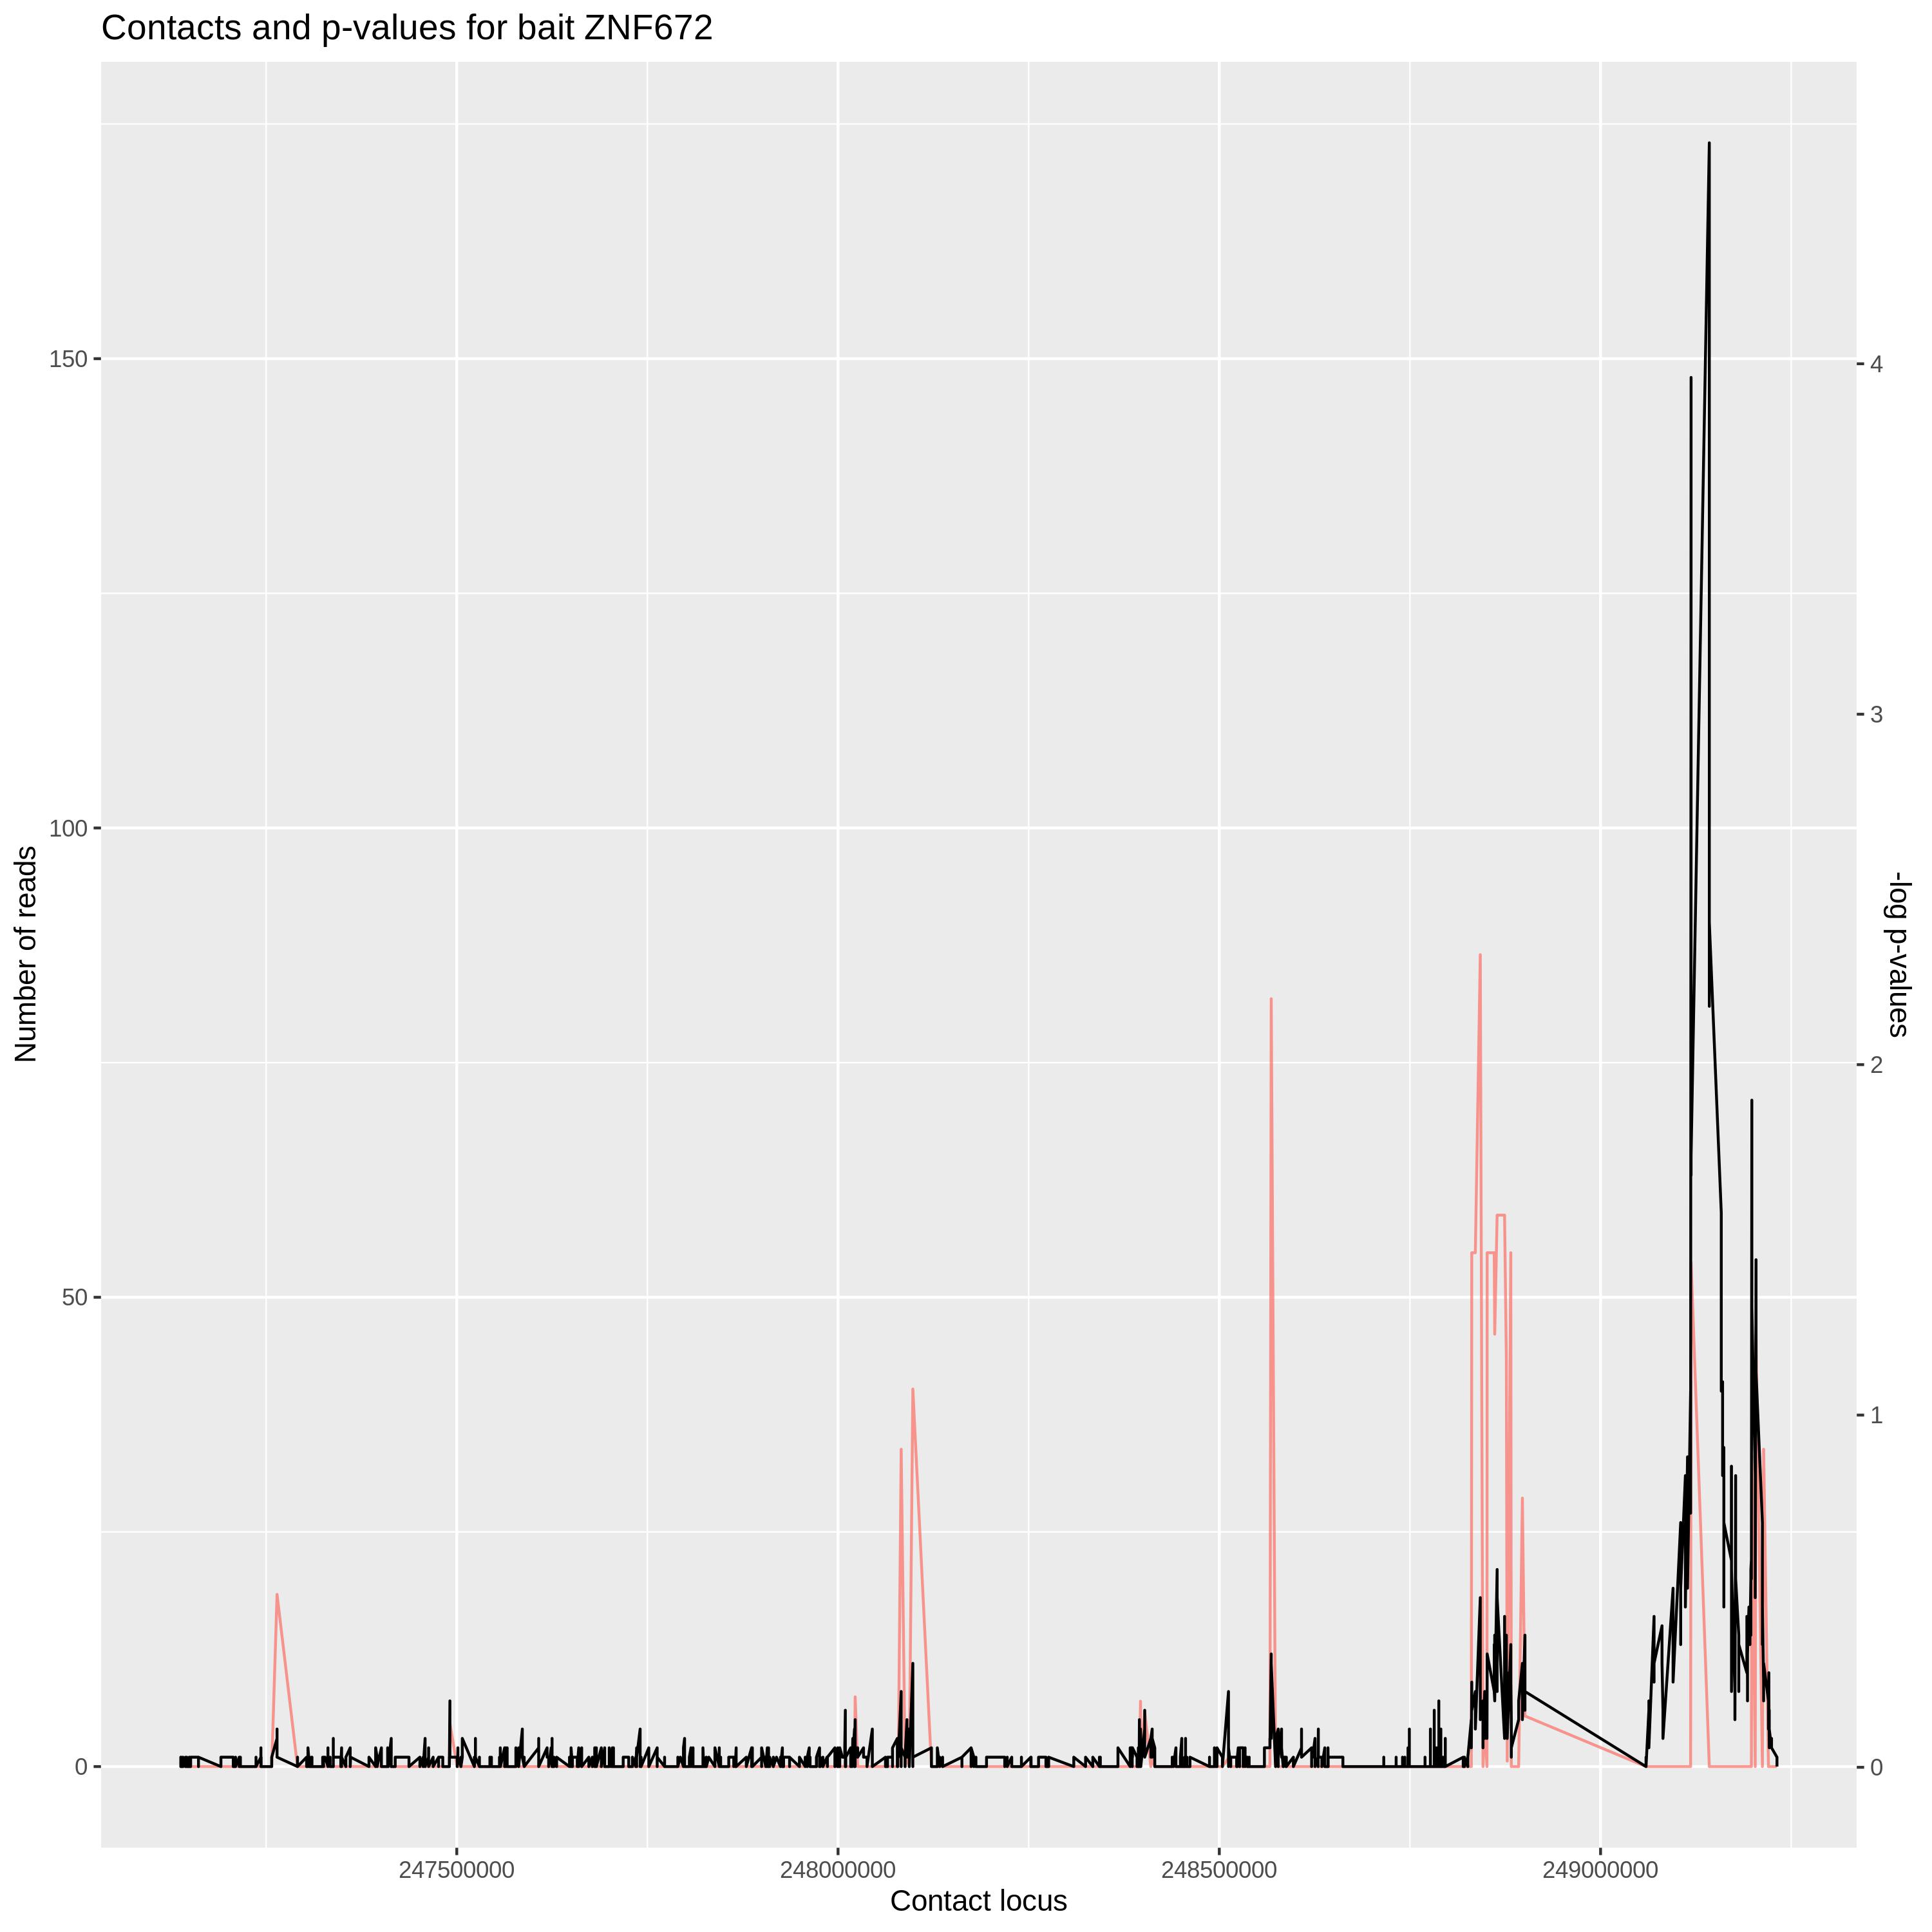 Contacts and p-values for bait ZNF672
150
100
50
0
Number of reads
4
3
2
1
0
-log p-values
247500000 248000000 248500000 249000000
Contact locus